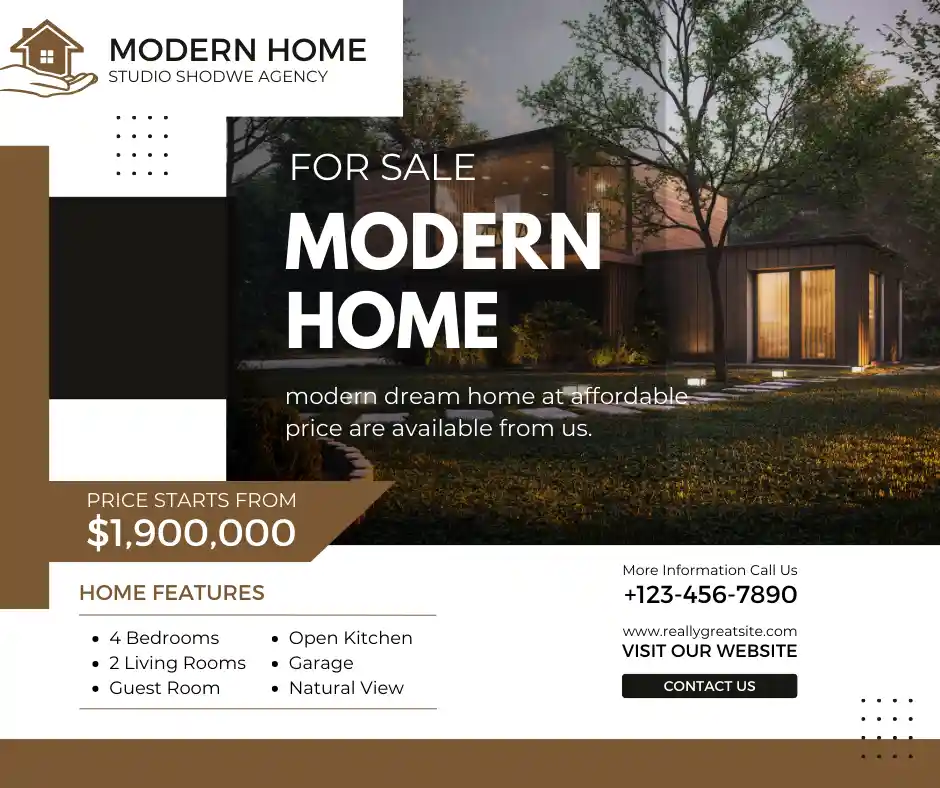 MODERN HOME
STUDIO SHODWE AGENCY
FOR SALE
MODERN
HOME
modern dream home at affordable
price are available from us.
PRICE STARTS FROM
$1,900,000
HOME FEATURES
4 Bedrooms
2 Living Rooms
Guest Room
Open Kitchen
Garage
Natural View
More Information Call Us
+123-456-7890
www.reallygreatsite.com
VISIT OUR WEBSITE
CONTACT US